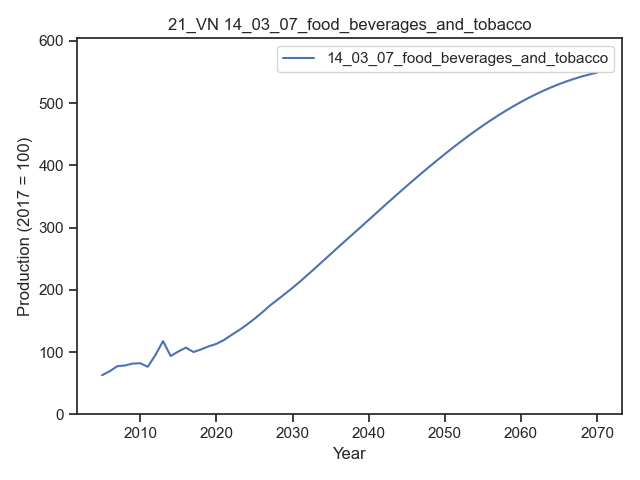 21_VN 14_03_07_food_beverages_and_tobacco
14_03_07_food_beverages_and_tobacco
Production (2017 = 100)
600
500
400
300
200
100
0
2010 2020 2030 2040 2050 2060 2070
Year